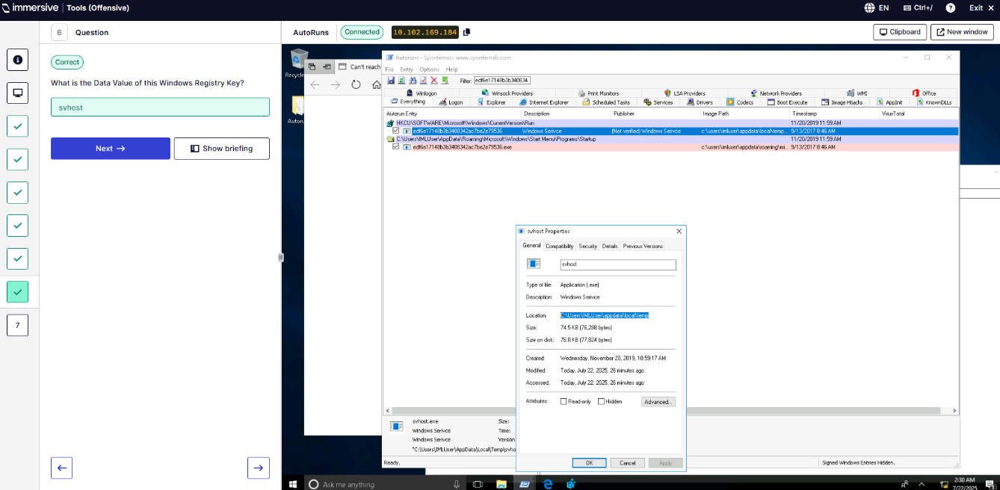 immersive | Tools (Offensive)
EN
Ctrl+/
?
Exit ×
6
Question
Correct
What is the Data Value of this Windows Registry Key?
svhost
Next →
Show briefing
7
AutoRuns
Connected
10.102.169.184
Clipboard
New window
Recycle
Autoru
Can't reach
Autoruns - Sysinternals: www.sysinternals.com
File Entry Options Help
Filter: edf6e17148b3b340834
Winlogon Winsock Providers Print Monitors LSA Providers Network Providers WMI Office
Everything Logon Explorer Internet Explorer Scheduled Tasks Services Drivers Codecs Boot Execute Image Hijacks AppInit KnownDLLs
Autorun Entry Description Publisher Image Path Timestamp VirusTotal
HKCU\SOFTWARE\Microsoft\Windows\CurrentVersion\Run 11/20/2019 11:59 AM
edf6e17148b3b3408342ac7be2e79536 Windows Serivce (Not verified) Windows Serivce c:\users\imluser\appdata\local\temp... 9/13/2017 8:46 AM
C:\Users\IMLUser\AppData\Roaming\Microsoft\Windows\Start Menu\Programs\Startup 11/20/2019 11:59 AM
edf6e17148b3b3408342ac7be2e79536.exe c:\users\imluser\appdata\roaming\mi... 9/13/2017 8:46 AM
svhost Properties
General Compatibility Security Details Previous Versions
svhost
Type of file: Application (.exe)
Description: Windows Serivce
Location: C:\Users\IMLUser\appdata\local\temp
Size: 74.5 KB (76,288 bytes)
Size on disk: 76.0 KB (77,824 bytes)
Created: Wednesday, November 20, 2019, 10:59:17 AM
Modified: Today, July 22, 2025, 26 minutes ago
Accessed: Today, July 22, 2025, 26 minutes ago
Attributes: Read-only Hidden Advanced...
OK Cancel Apply
svhost.exe Size:
Windows Serivce Time:
Windows Serivce Version
"C:\Users\IMLUser\AppData\Local\Temp\svho
Ready.
Signed Windows Entries Hidden.
Ask me anything
2:30 AM
7/22/2025